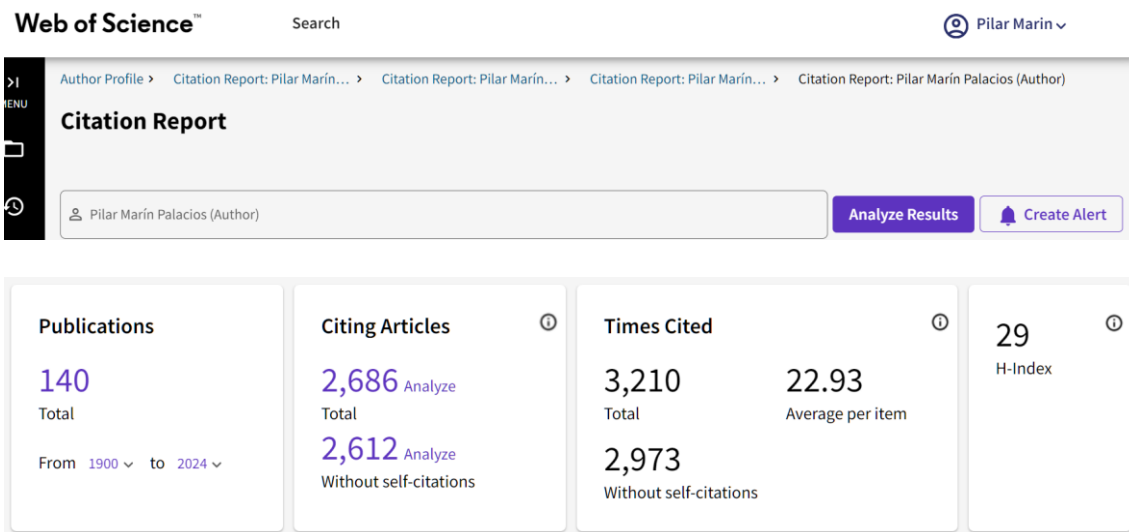 Web of Science™ Search Pilar Marin
Author Profile > Citation Report: Pilar Marín... > Citation Report: Pilar Marín... > Citation Report: Pilar Marín... > Citation Report: Pilar Marín Palacios (Author)
MENU
Citation Report
Pilar Marín Palacios (Author) Analyze Results Create Alert
Publications
140
Total
From 1900 to 2024
Citing Articles
2,686 Analyze
Total
2,612 Analyze
Without self-citations
Times Cited
3,210
Total
22.93
Average per item
2,973
Without self-citations
29
H-Index